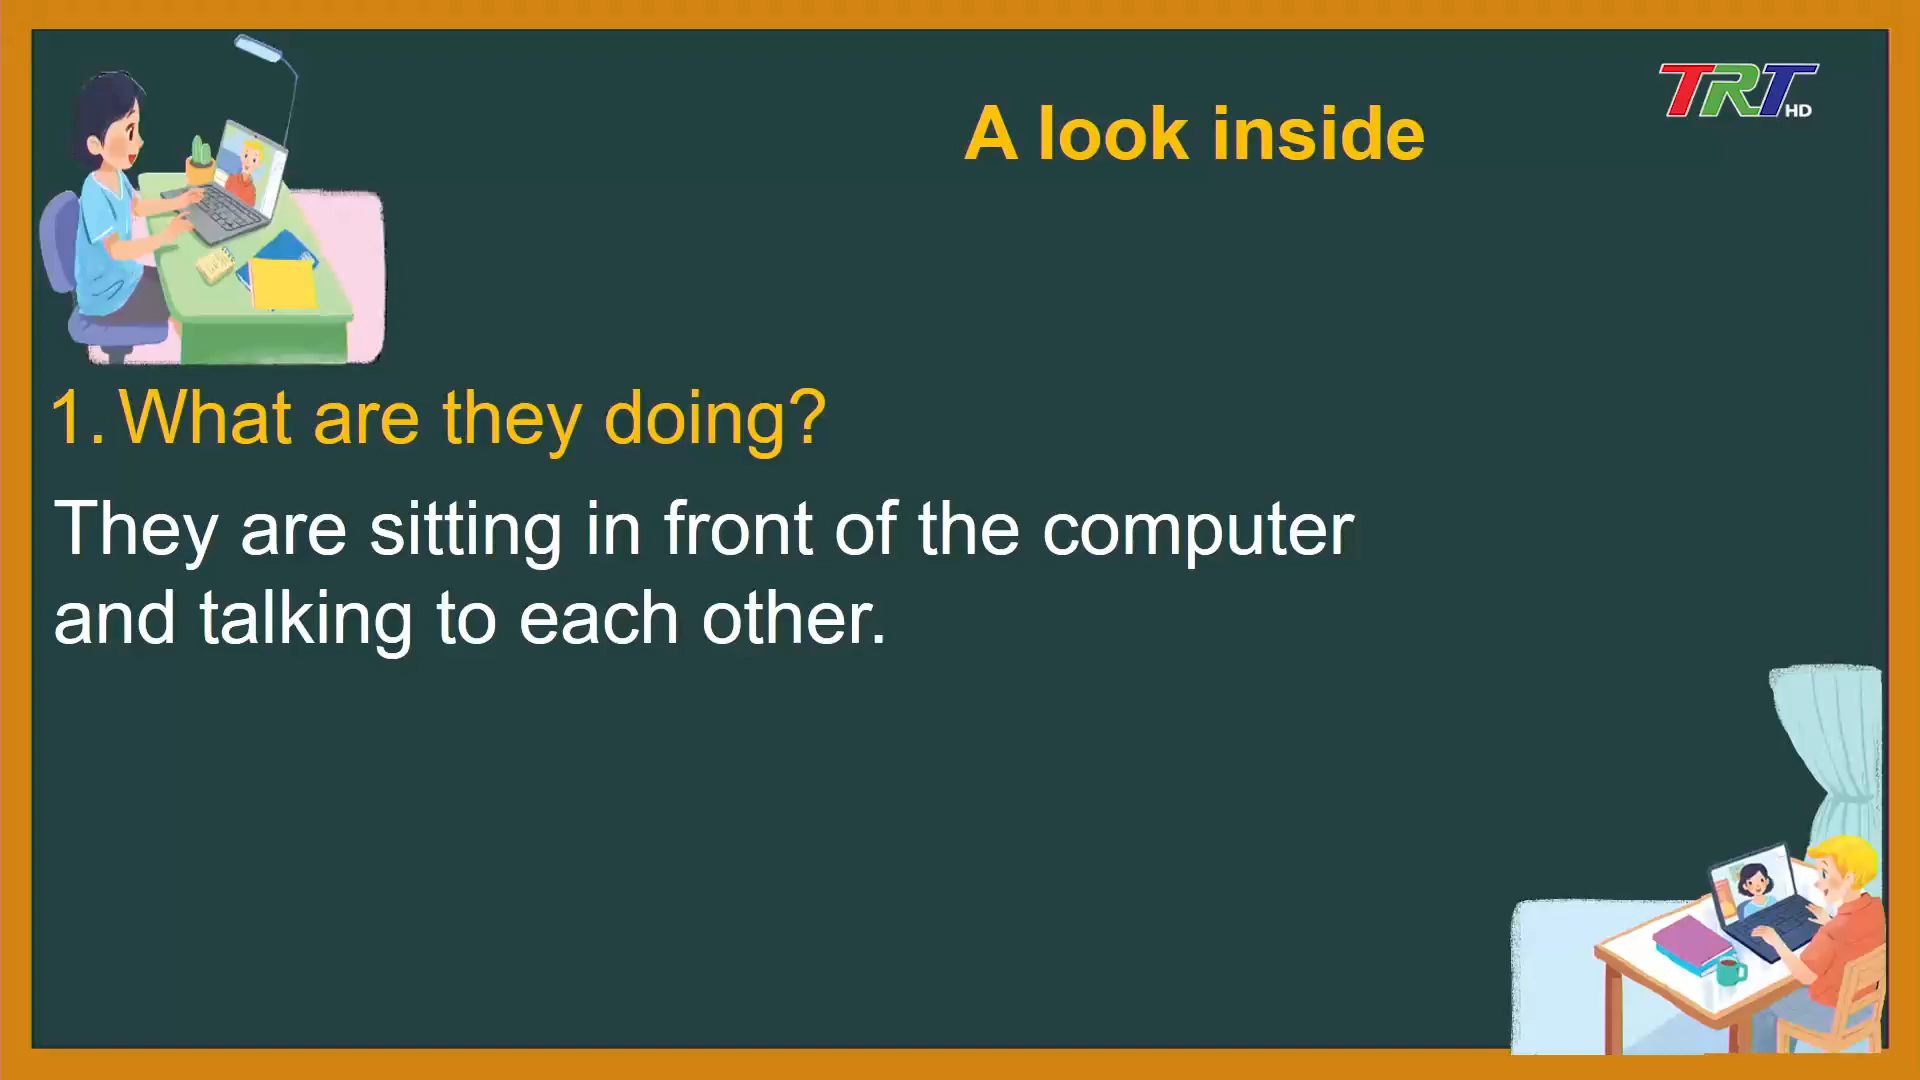 TRT HD
A look inside
1. What are they doing?
They are sitting in front of the computer
and talking to each other.